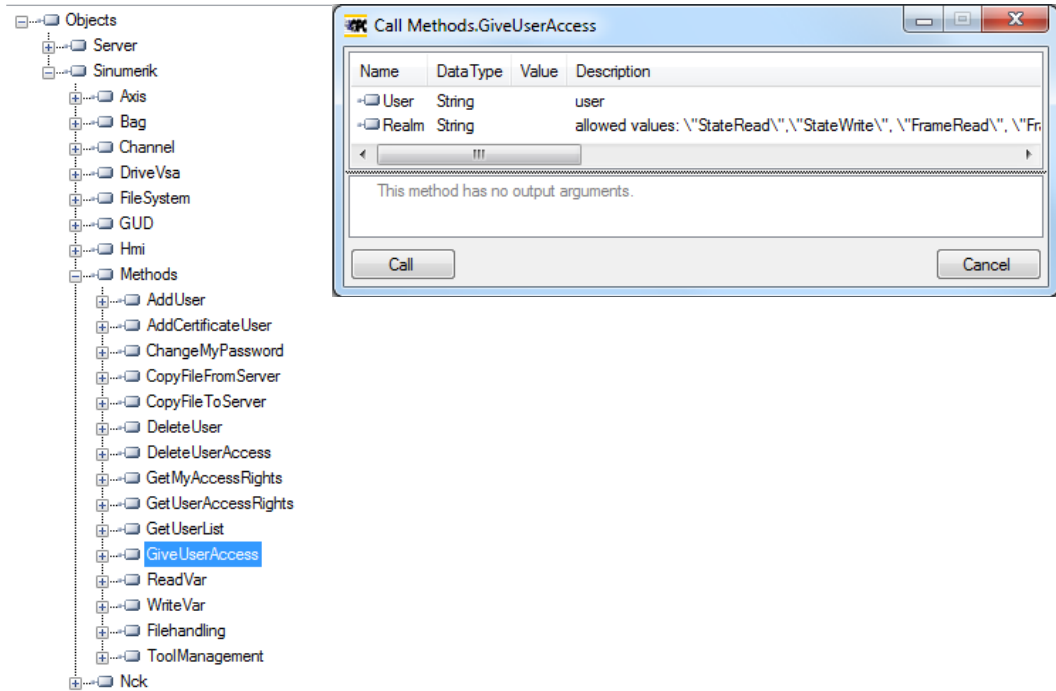 Objects
Server
Sinumerik
Axis
Bag
Channel
DriveVsa
FileSystem
GUD
Hmi
Methods
AddUser
AddCertificateUser
ChangeMyPassword
CopyFileFromServer
CopyFileToServer
DeleteUser
DeleteUserAccess
GetMyAccessRights
GetUserAccessRights
GetUserList
GiveUserAccess
ReadVar
WriteVar
Filehandling
ToolManagement
Nck
Call Methods.GiveUserAccess
Name DataType Value Description
User String user
Realm String allowed values: \"StateRead\",\"StateWrite\", \"FrameRead\", \"Fr
This method has no output arguments.
Call Cancel